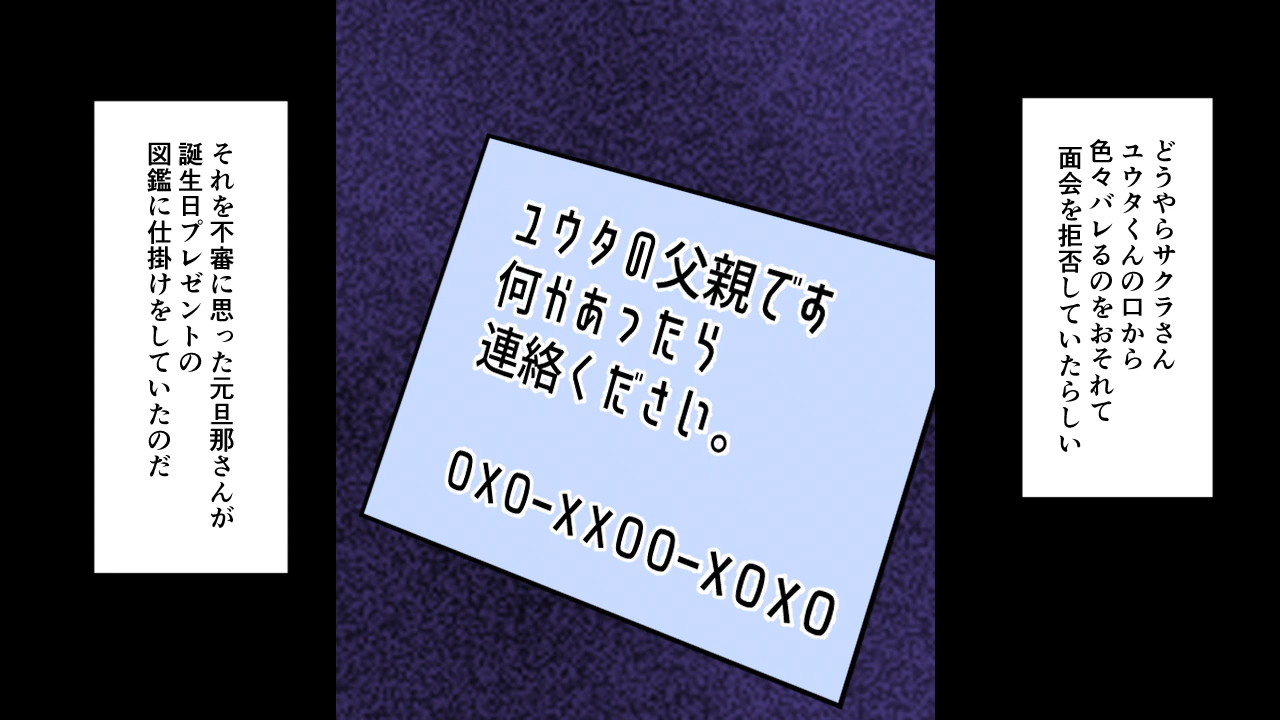 どうやらサクラさん
ユウタくんの口から
色々バレるのをおそれて
面会を拒否していたらしい
ユウタの父親です
何かあったら
連絡ください。
OXO-XXOO-XOXO
それを不審に思った元旦那さんが
誕生日プレゼントの
図鑑に仕掛けをしていたのだ